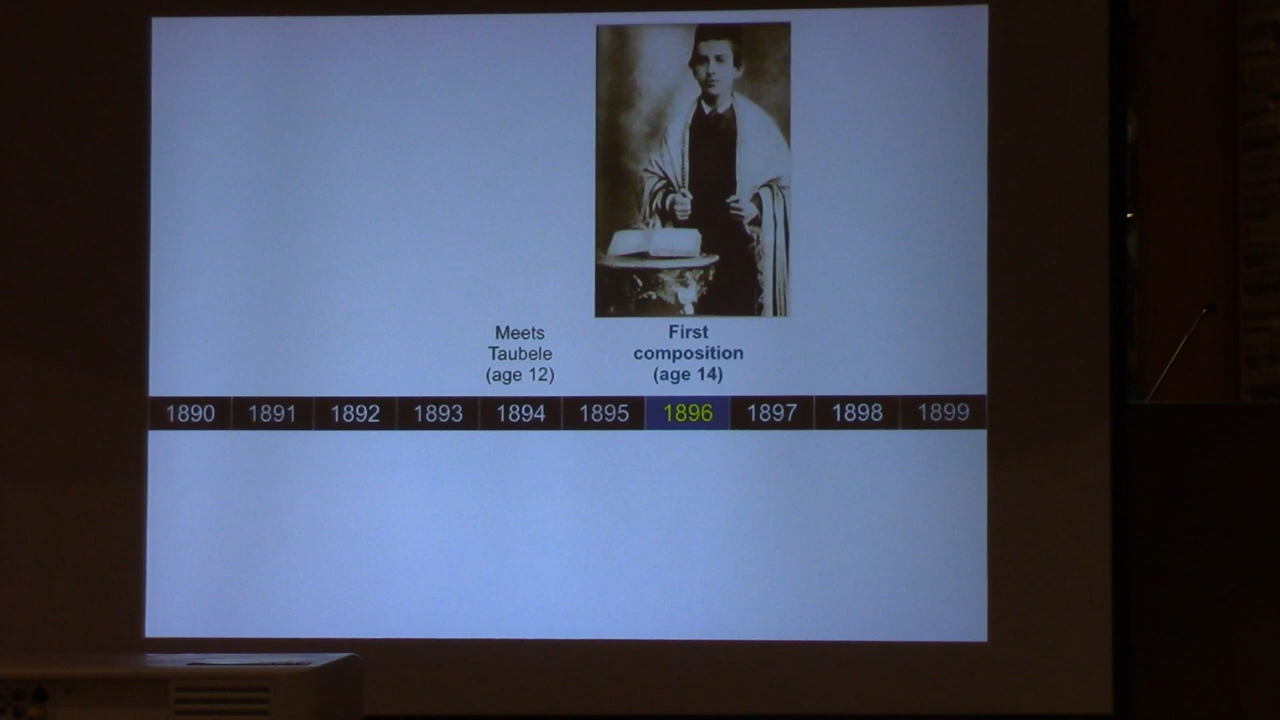 Meets
Taubele
(age 12)
First
composition
(age 14)
1890 1891 1892 1893 1894 1895 1896 1897 1898 1899